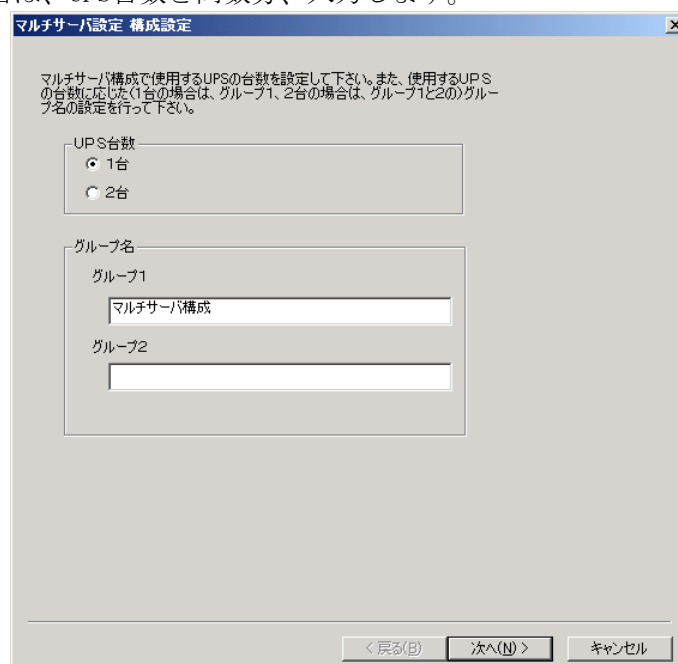 は、UPS台数と同数分、入力します。
マルチサーバ設定 構成設定
マルチサーバ構成で使用するUPSの台数を設定して下さい。また、使用するUPS
の台数に応じた(1台の場合は、グループ1、2台の場合は、グループ1と2の)グルー
プ名の設定を行って下さい。
UPS台数
1台
2台
グループ名
グループ1
マルチサーバ構成
グループ2
< 戻る(B)
次へ(N) >
キャンセル